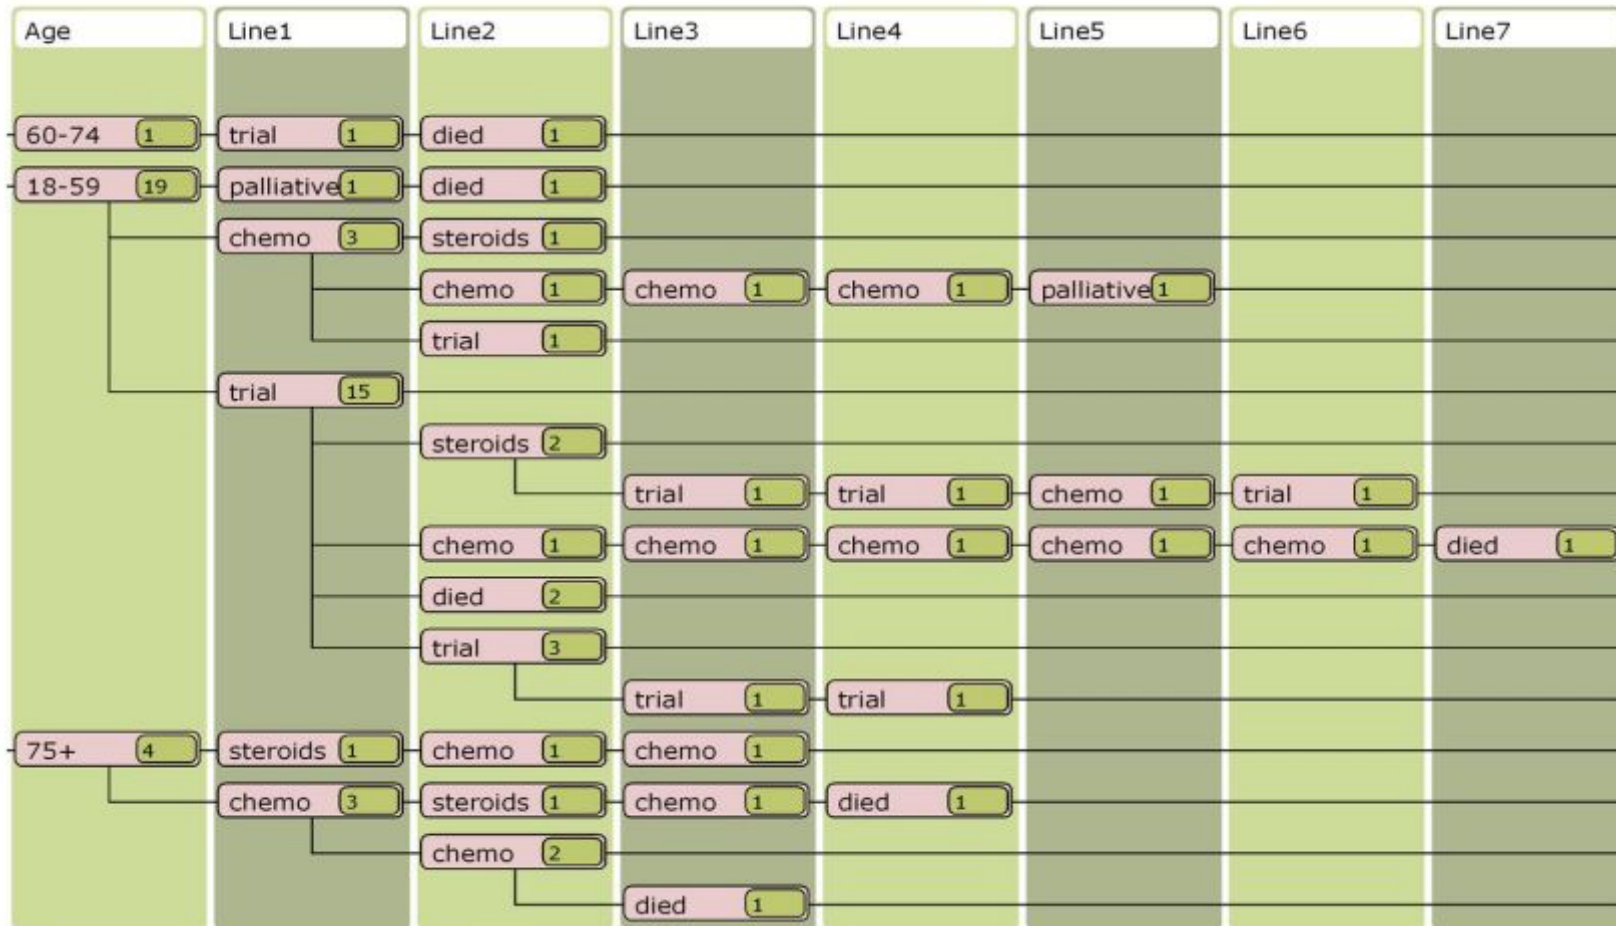 Age Line1 Line2 Line3 Line4 Line5 Line6 Line7
60-74 1 trial 1 died 1
18-59 19 palliative 1 died 1
chemo 3 steroids 1
chemo 1 chemo 1 chemo 1 palliative 1
trial 1
trial 15
steroids 2
trial 1 trial 1 chemo 1 trial 1
chemo 1 chemo 1 chemo 1 chemo 1 chemo 1 died 1
died 2
trial 3
trial 1 trial 1
75+ 4 steroids 1 chemo 1 chemo 1
chemo 3 steroids 1 chemo 1 died 1
chemo 2
died 1